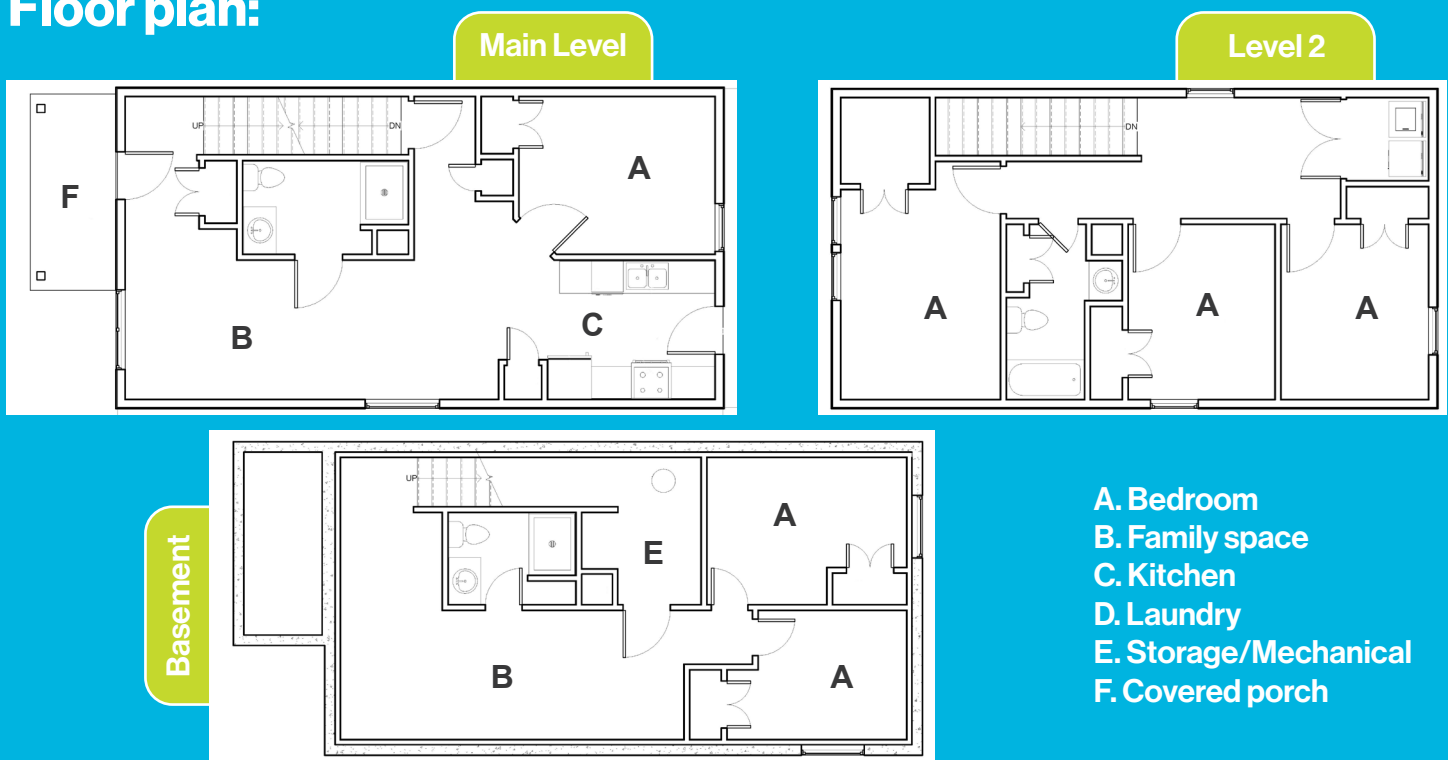 Floor plan:
Main Level
Level 2
UP
DN
F
A
B
C
DN
A
A
A
Basement
UP
A
E
B
A
A. Bedroom
B. Family space
C. Kitchen
D. Laundry
E. Storage/Mechanical
F. Covered porch